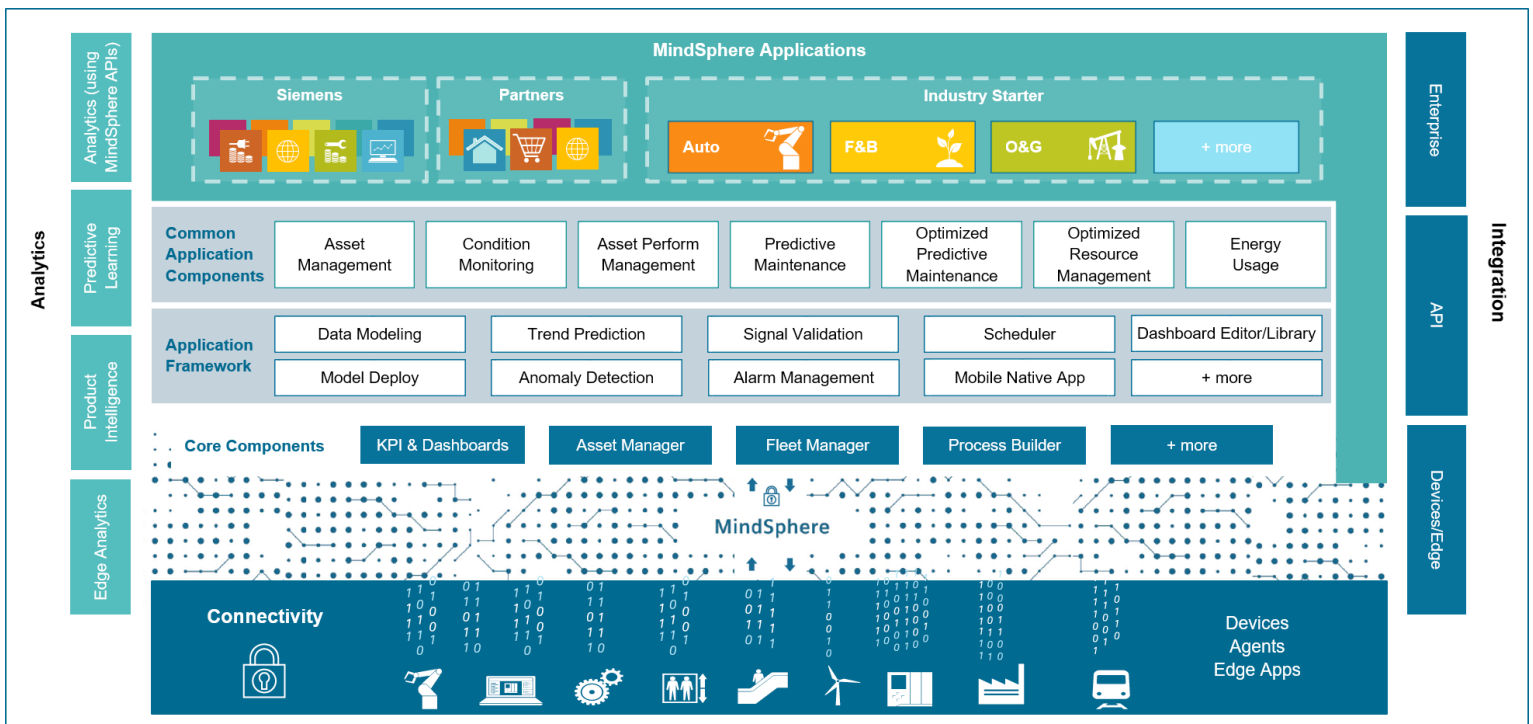 MindSphere Applications
Analytics (using
MindSphere APIs)
Predictive
Learning
Product
Intelligence
Edge Analytics
Analytics
Siemens
Partners
Industry Starter
Auto
F&B
O&G
+ more
Common
Application
Components
Asset
Management
Condition
Monitoring
Asset Perform
Management
Predictive
Maintenance
Optimized
Predictive
Maintenance
Optimized
Resource
Management
Energy
Usage
Application
Framework
Data Modeling
Trend Prediction
Signal Validation
Scheduler
Dashboard Editor/Library
Model Deploy
Anomaly Detection
Alarm Management
Mobile Native App
+ more
Core Components
KPI & Dashboards
Asset Manager
Fleet Manager
Process Builder
+ more
MindSphere
Connectivity
Devices
Agents
Edge Apps
Enterprise
API
Devices/Edge
Integration